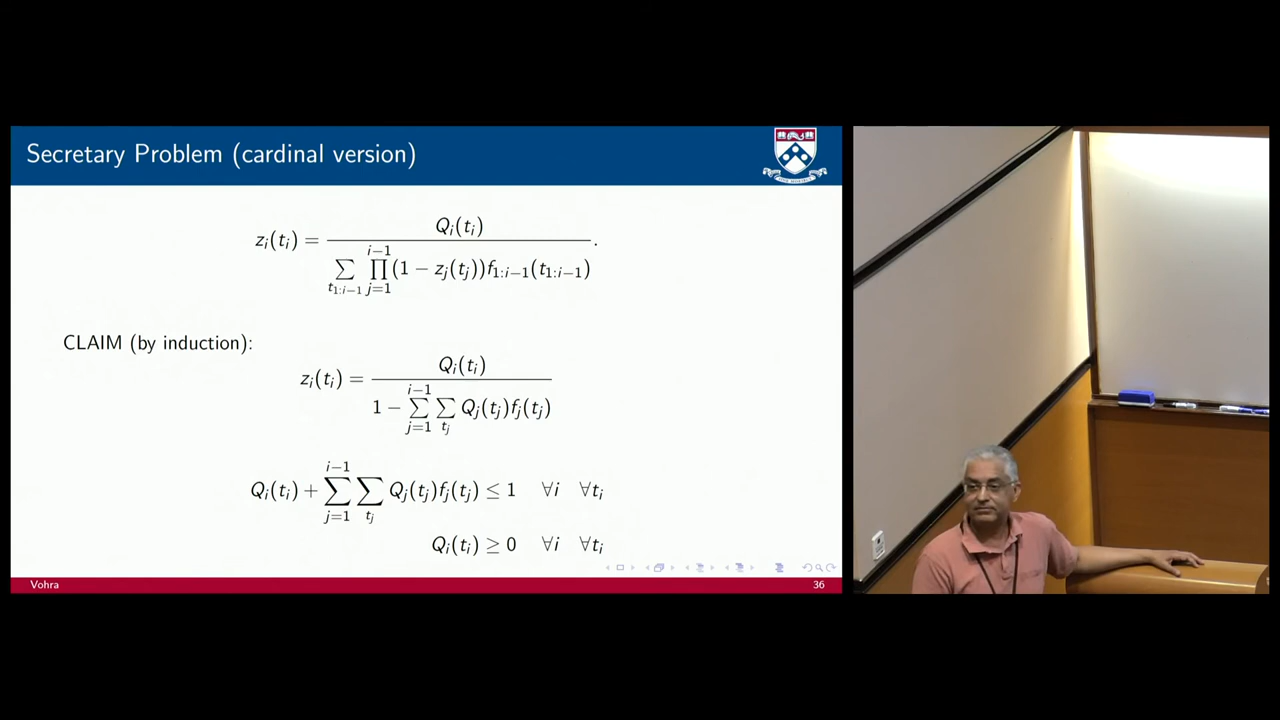 Secretary Problem (cardinal version)
z_i(t_i) = Q_i(t_i) / ∑_{t_{1:i−1}} ∏_{j=1}^{i−1} (1 − z_j(t_j)) f_{1:i−1}(t_{1:i−1}) .
CLAIM (by induction):
z_i(t_i) = Q_i(t_i) / 1 − ∑_{j=1}^{i−1} ∑_{t_j} Q_j(t_j) f_j(t_j)
Q_i(t_i) + ∑_{j=1}^{i−1} ∑_{t_j} Q_j(t_j) f_j(t_j) ≤ 1 ∀i ∀t_i
Q_i(t_i) ≥ 0 ∀i ∀t_i
Vohra 36